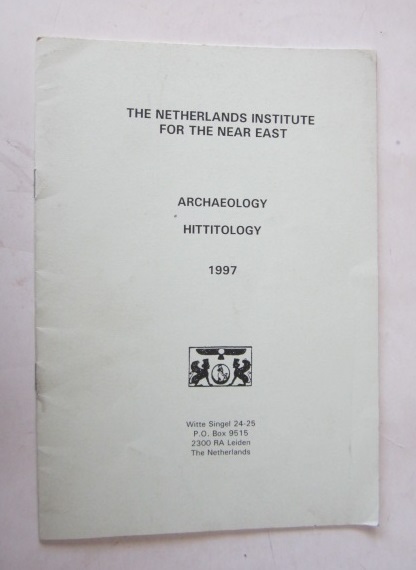 THE NETHERLANDS INSTITUTE
FOR THE NEAR EAST
ARCHAEOLOGY
HITTITOLOGY
1997
Witte Singel 24-25
P.O. Box 9515
2300 RA Leiden
The Netherlands